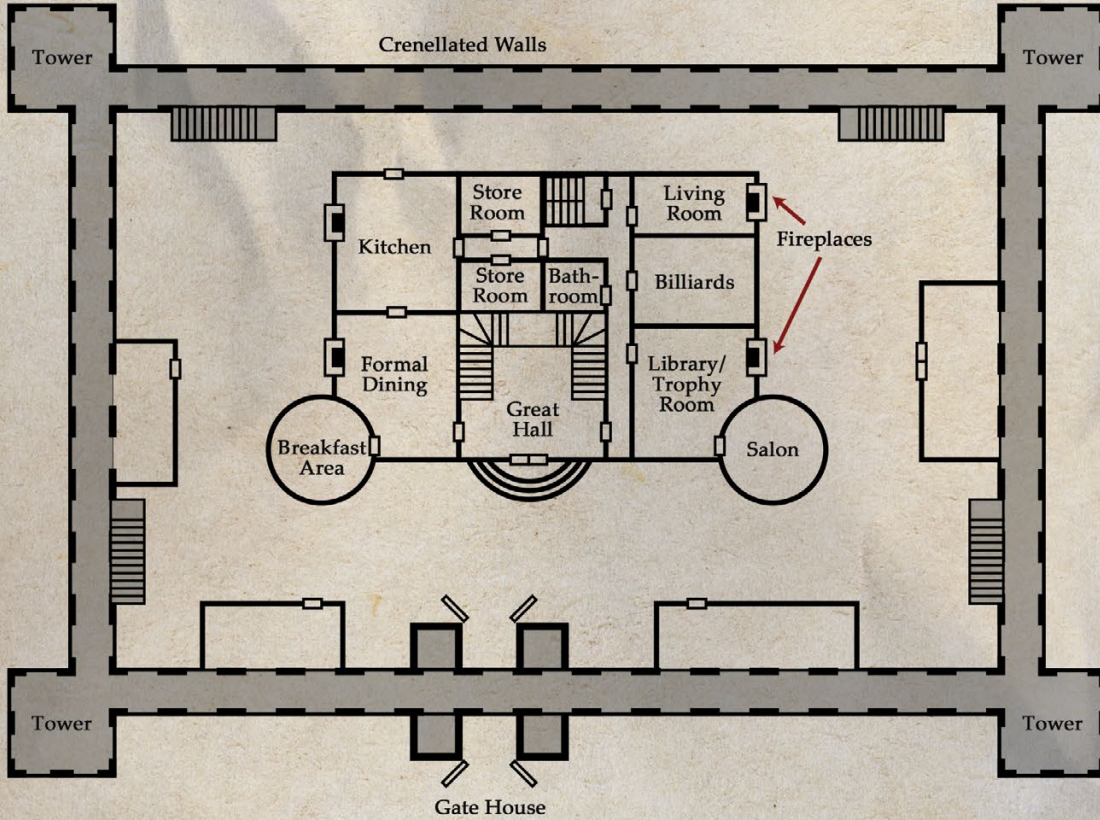 Crenellated Walls
Tower
Tower
Store
Room
Living
Room
Fireplaces
Kitchen
Store
Room
Bath-
room
Billiards
Formal
Dining
Library/
Trophy
Room
Great
Hall
Breakfast
Area
Salon
Tower
Tower
Gate House